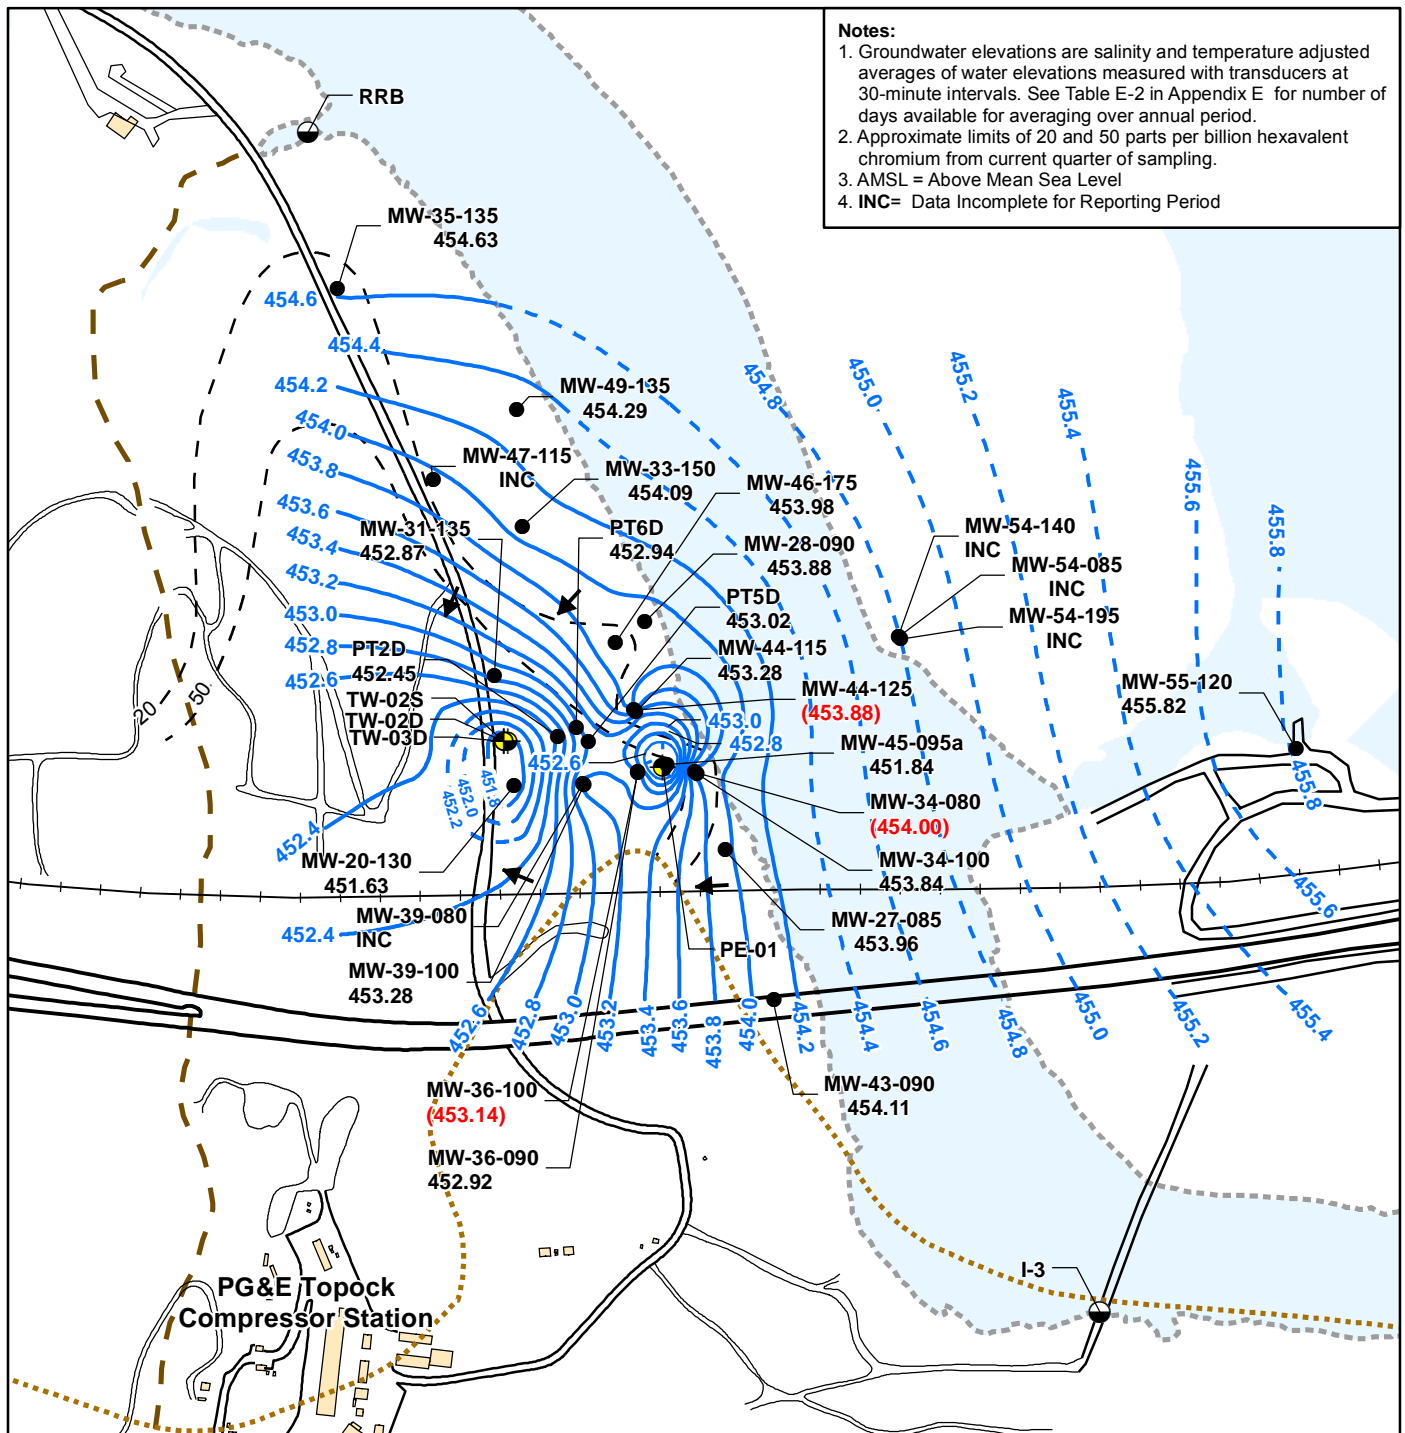 Notes:
1. Groundwater elevations are salinity and temperature adjusted
averages of water elevations measured with transducers at
30-minute intervals. See Table E-2 in Appendix E for number of
days available for averaging over annual period.
2. Approximate limits of 20 and 50 parts per billion hexavalent
chromium from current quarter of sampling.
3. AMSL = Above Mean Sea Level
4. INC= Data Incomplete for Reporting Period
RRB
MW-35-135
454.63
454.6
454.4
454.2
454.0
453.8
453.6
453.4
453.2
453.0
452.8
452.6
MW-49-135
454.29
454.8
455.0
455.2
455.4
455.6
455.8
MW-47-115
INC
MW-33-150
454.09
MW-46-175
453.98
MW-31-135
452.87
PT6D
452.94
MW-28-090
453.88
MW-54-140
INC
MW-54-085
INC
MW-54-195
INC
PT5D
453.02
MW-44-115
453.28
PT2D
452.45
MW-44-125
(453.88)
MW-55-120
455.82
TW-02S
TW-02D
TW-03D
453.0
452.8
452.6
MW-45-095a
451.84
20
50
451.8
452.0
452.2
452.4
455.8
MW-34-080
(454.00)
MW-34-100
453.84
MW-20-130
451.63
455.6
MW-39-080
INC
452.4
MW-27-085
453.96
PE-01
MW-39-100
453.28
452.6
452.8
453.0
453.2
453.4
453.6
453.8
454.0
454.2
454.4
454.6
454.8
455.0
455.2
455.4
MW-36-100
(453.14)
MW-43-090
454.11
MW-36-090
452.92
I-3
PG&E Topock
Compressor Station